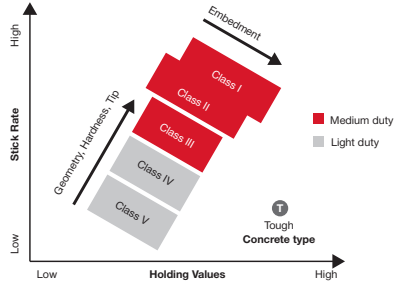 High
Embedment
Class I
Class II
Geometry, Hardness, Tip
Medium duty
Stick Rate
Class III
Light duty
Class IV
Class V
T
Tough
Low
Concrete type
Low
Holding Values
High